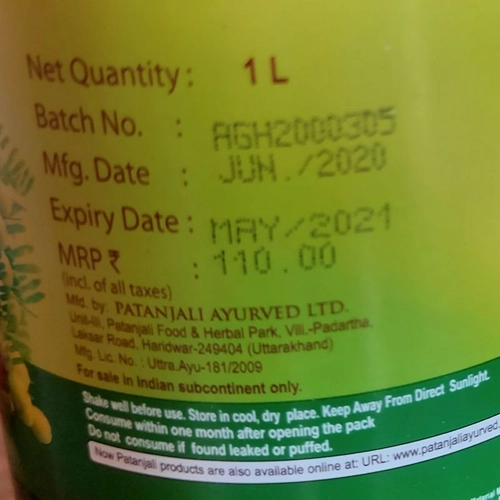 Net Quantity : 1 L
Batch No. : AGH2000305
Mfg. Date : JUN./2020
Expiry Date : MAY/2021
MRP ₹ : 110.00
(incl. of all taxes)
Mfd. by: PATANJALI AYURVED LTD.
Unit-III, Patanjali Food & Herbal Park, Vill.-Padartha,
Laksar Road, Haridwar-249404 (Uttarakhand)
Mfg. Lic. No. : Uttra.Ayu-181/2009
For sale in Indian subcontinent only.
Shake well before use. Store in cool, dry place. Keep Away From Direct Sunlight.
Consume within one month after opening the pack
Do not consume if found leaked or puffed.
Now Patanjali products are also available online at: URL: www.patanjaliayurved.